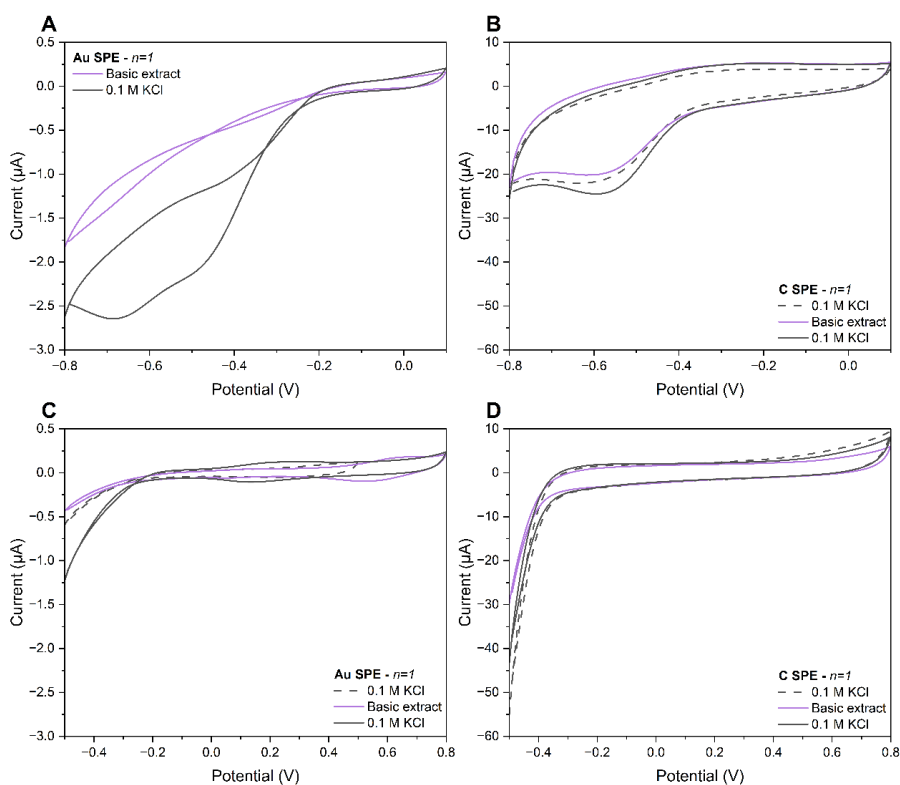 A
Au SPE - n=1
Basic extract
0.1 M KCl
0.5
0.0
−0.5
−1.0
−1.5
−2.0
−2.5
−3.0
Current (µA)
−0.8 −0.6 −0.4 −0.2 0.0
Potential (V)
B
10
0
−10
−20
−30
−40
−50
−60
Current (µA)
C SPE - n=1
0.1 M KCl
Basic extract
0.1 M KCl
−0.8 −0.6 −0.4 −0.2 0.0
Potential (V)
C
0.5
0.0
−0.5
−1.0
−1.5
−2.0
−2.5
−3.0
Current (µA)
Au SPE - n=1
0.1 M KCl
Basic extract
0.1 M KCl
−0.4 −0.2 0.0 0.2 0.4 0.6 0.8
Potential (V)
D
10
0
−10
−20
−30
−40
−50
−60
Current (µA)
C SPE - n=1
0.1 M KCl
Basic extract
0.1 M KCl
−0.4 −0.2 0.0 0.2 0.4 0.6 0.8
Potential (V)